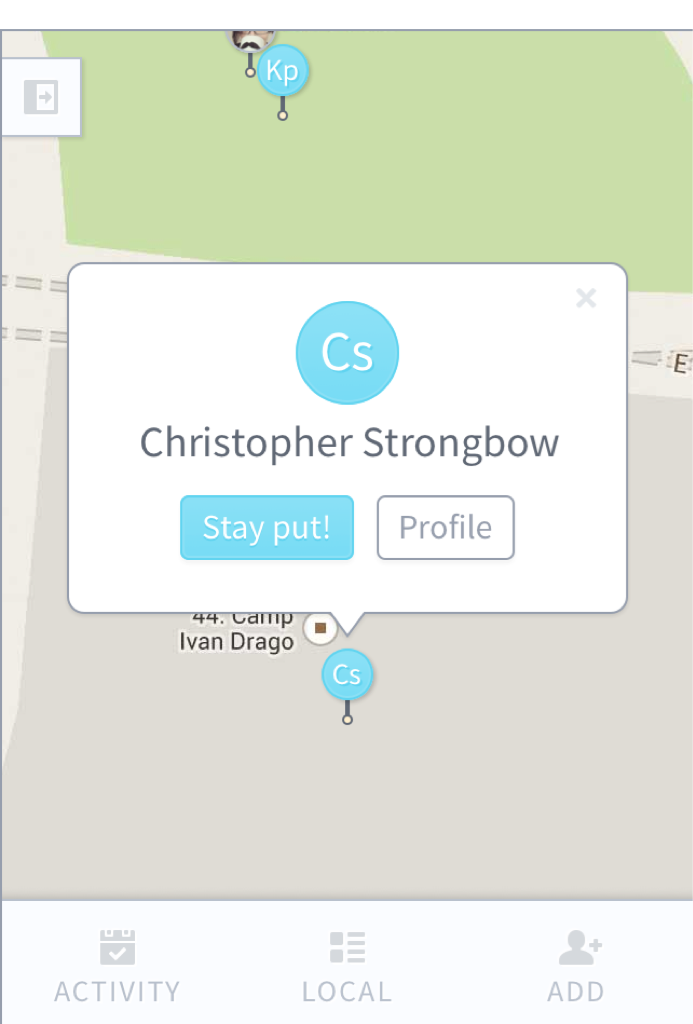 Kp
E
Cs
Christopher Strongbow
Stay put!
Profile
44. Camp
Ivan Drago
Cs
ACTIVITY
LOCAL
ADD